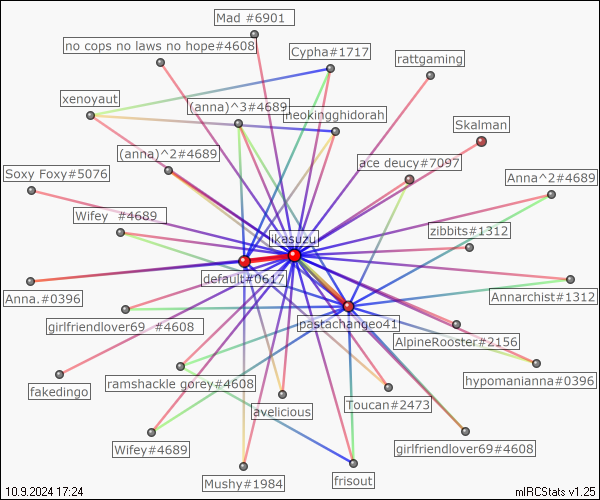 Mad #6901
no cops no laws no hope#4608
Cypha#1717
rattgaming
xenoyaut
(anna)^3#4689
neokingghidorah
Skalman
(anna)^2#4689
ace deucy#7097
Soxy Foxy#5076
Anna^2#4689
Wifey #4689
ikasuzu
zibbits#1312
default#0617
Anna.#0396
Annarchist#1312
girlfriendlover69 #4608
pastachangeo41
AlpineRooster#2156
fakedingo
ramshackle gorey#4608
hypomanianna#0396
avelicious
Toucan#2473
Wifey#4689
girlfriendlover69#4608
Mushy#1984
frisout
10.9.2024 17:24
mIRCStats v1.25